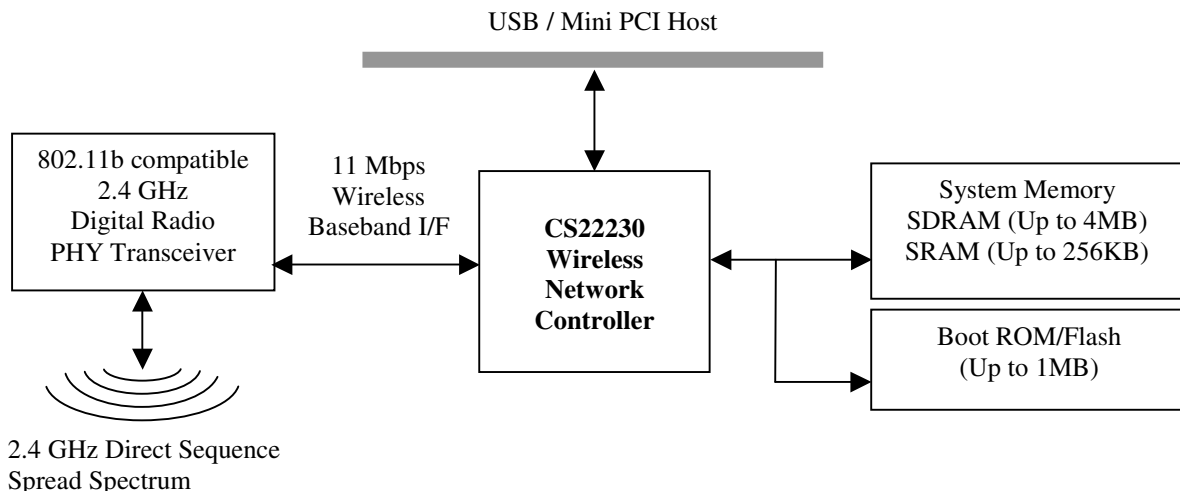 USB / Mini PCI Host
802.11b compatible
2.4 GHz
Digital Radio
PHY Transceiver
11 Mbps
Wireless
Baseband I/F
CS22230
Wireless
Network
Controller
System Memory
SDRAM (Up to 4MB)
SRAM (Up to 256KB)
Boot ROM/Flash
(Up to 1MB)
2.4 GHz Direct Sequence
Spread Spectrum